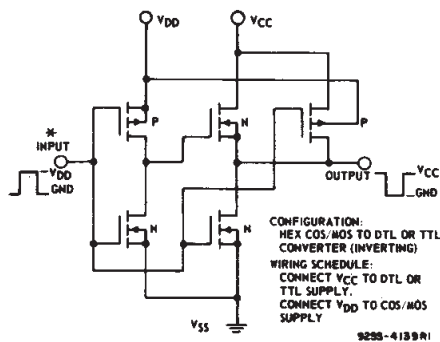 VDD
VCC
P
N
P
*
INPUT
VDD
GND
OUTPUT
VCC
GND
N
N
CONFIGURATION:
HEX COS/MOS TO DTL OR TTL
CONVERTER (INVERTING)
WIRING SCHEDULE:
CONNECT VCC TO DTL OR
TTL SUPPLY.
CONNECT VDD TO COS/MOS
SUPPLY
VSS
92SS-4139R1